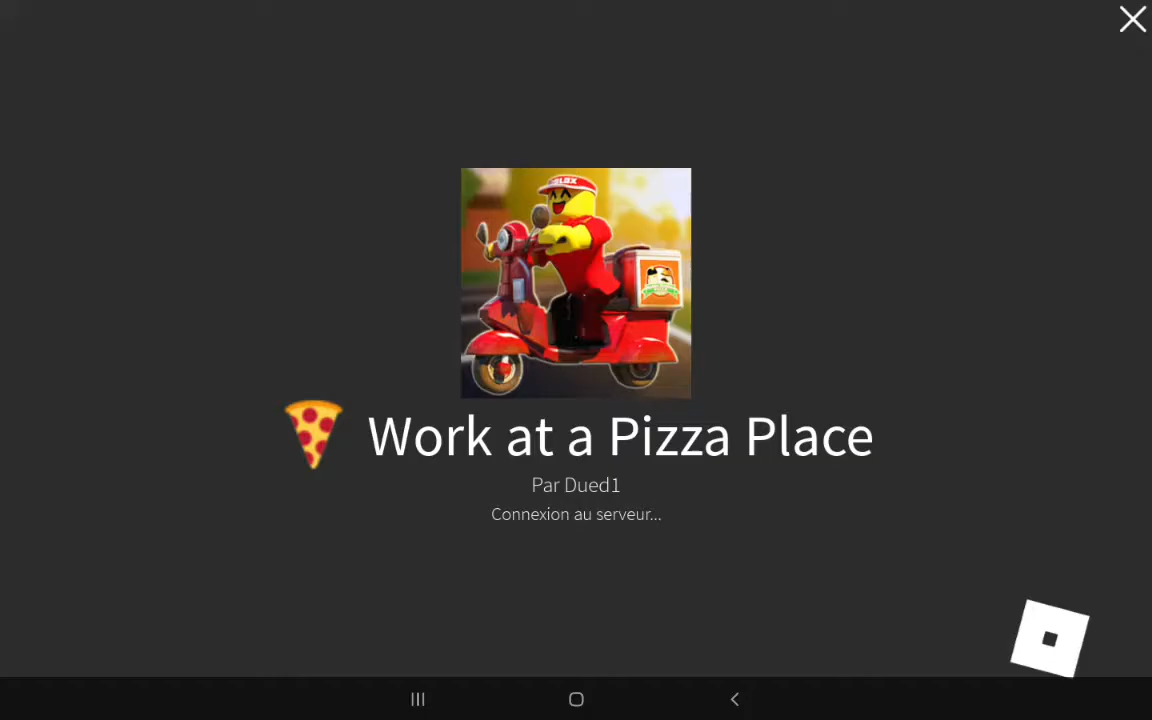 🍕 Work at a Pizza Place
Par Dued1
Connexion au serveur...